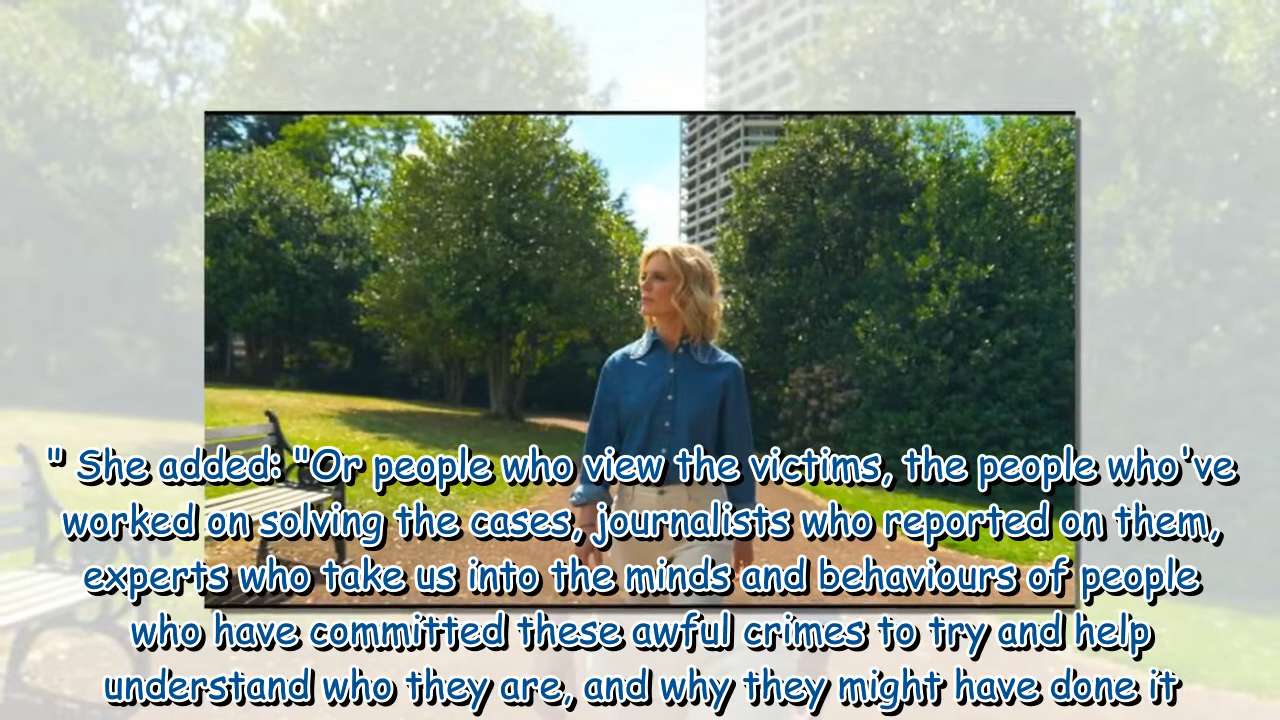 " She added: "Or people who view the victims, the people who've
worked on solving the cases, journalists who reported on them,
experts who take us into the minds and behaviours of people
who have committed these awful crimes to try and help
understand who they are, and why they might have done it